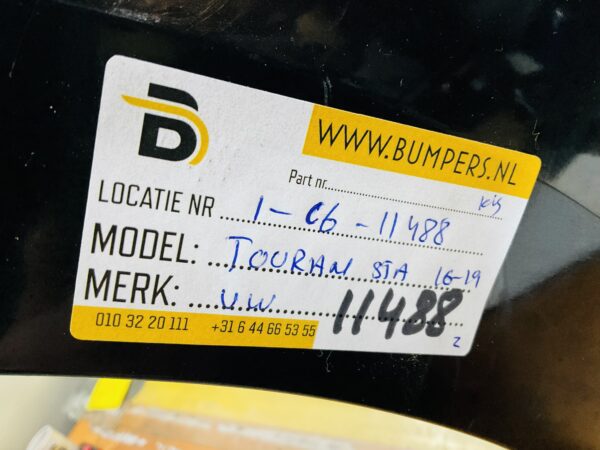 WWW.BUMPERS.NL
Part nr.
LOCATIE NR 1-C6-11488
MODEL: TOURAN STA 16-19
MERK: V.W 11488
010 32 20 111 +31 6 44 66 53 55
2